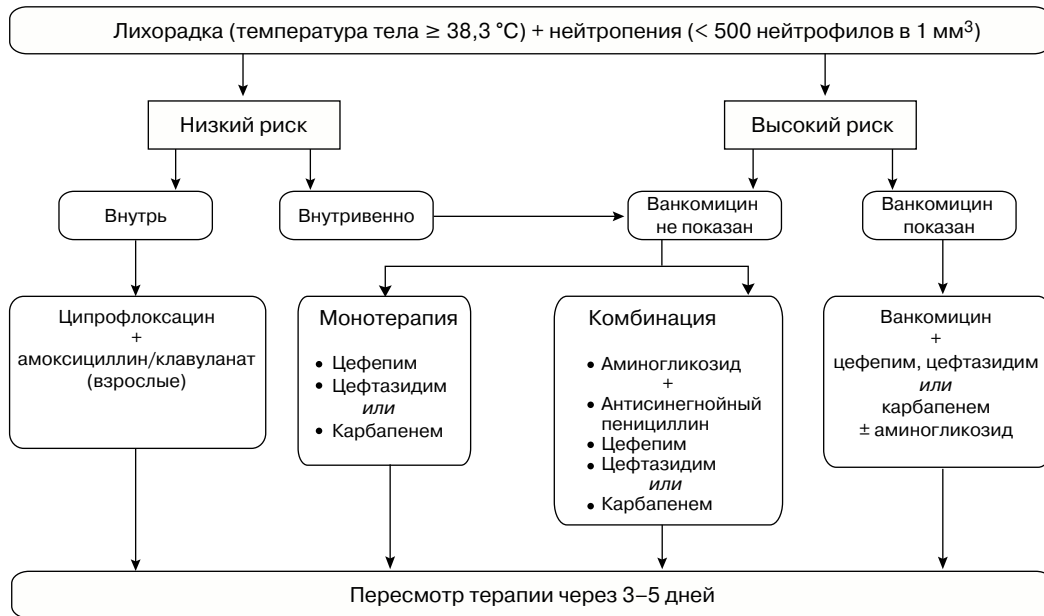 Лихорадка (температура тела ≥ 38,3 °C) + нейтропения (< 500 нейтрофилов в 1 мм³)
Низкий риск
Высокий риск
Внутрь
Внутривенно
Ванкомицин
не показан
Ванкомицин
показан
Ципрофлоксацин
+
амоксициллин/клавуланат
(взрослые)
Монотерапия
• Цефепим
• Цефтазидим
или
• Карбапенем
Комбинация
• Аминогликозид
+
• Антисинегнойный
пенициллин
• Цефепим
• Цефтазидим
или
• Карбапенем
Ванкомицин
+
цефепим, цефтазидим
или
карбапенем
± аминогликозид
Пересмотр терапии через 3–5 дней